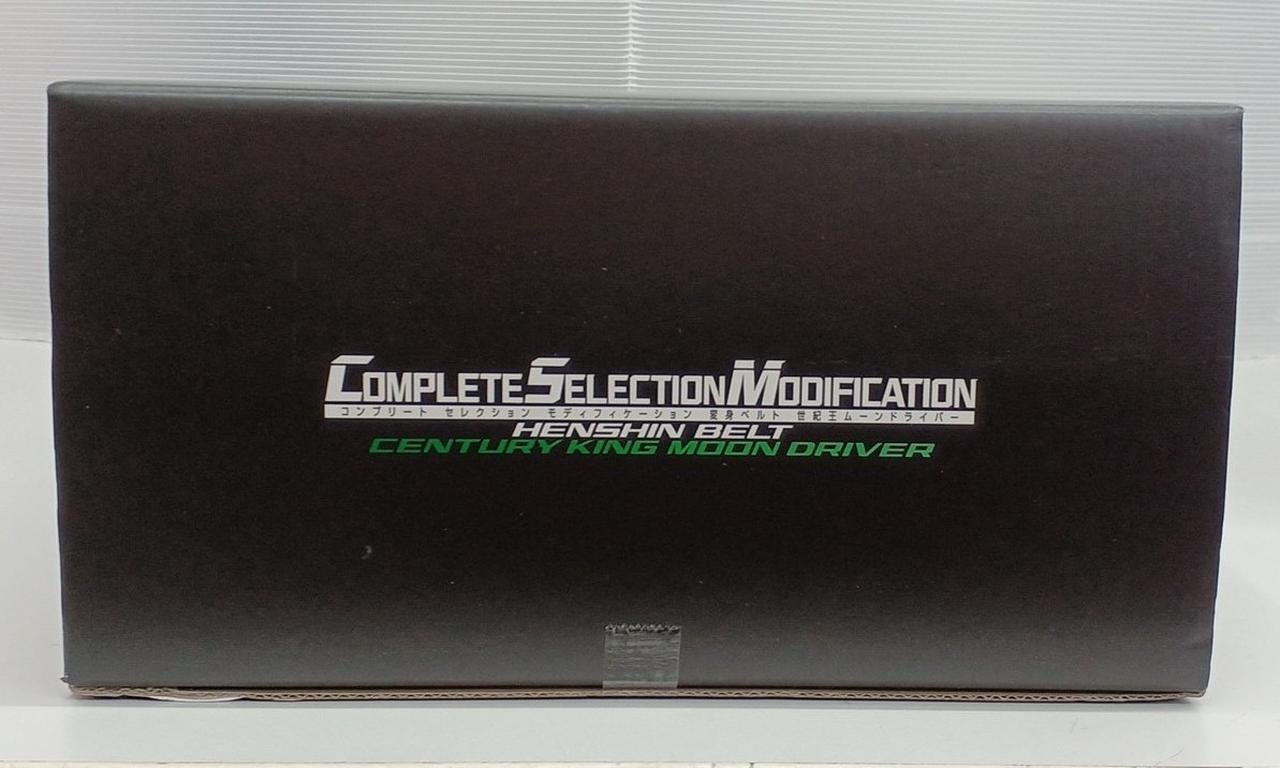 COMPLETE SELECTION MODIFICATION
コンプリート セレクション モディフィケーション 変身ベルト 世紀王ムーンドライバー
HENSHIN BELT
CENTURY KING MOON DRIVER